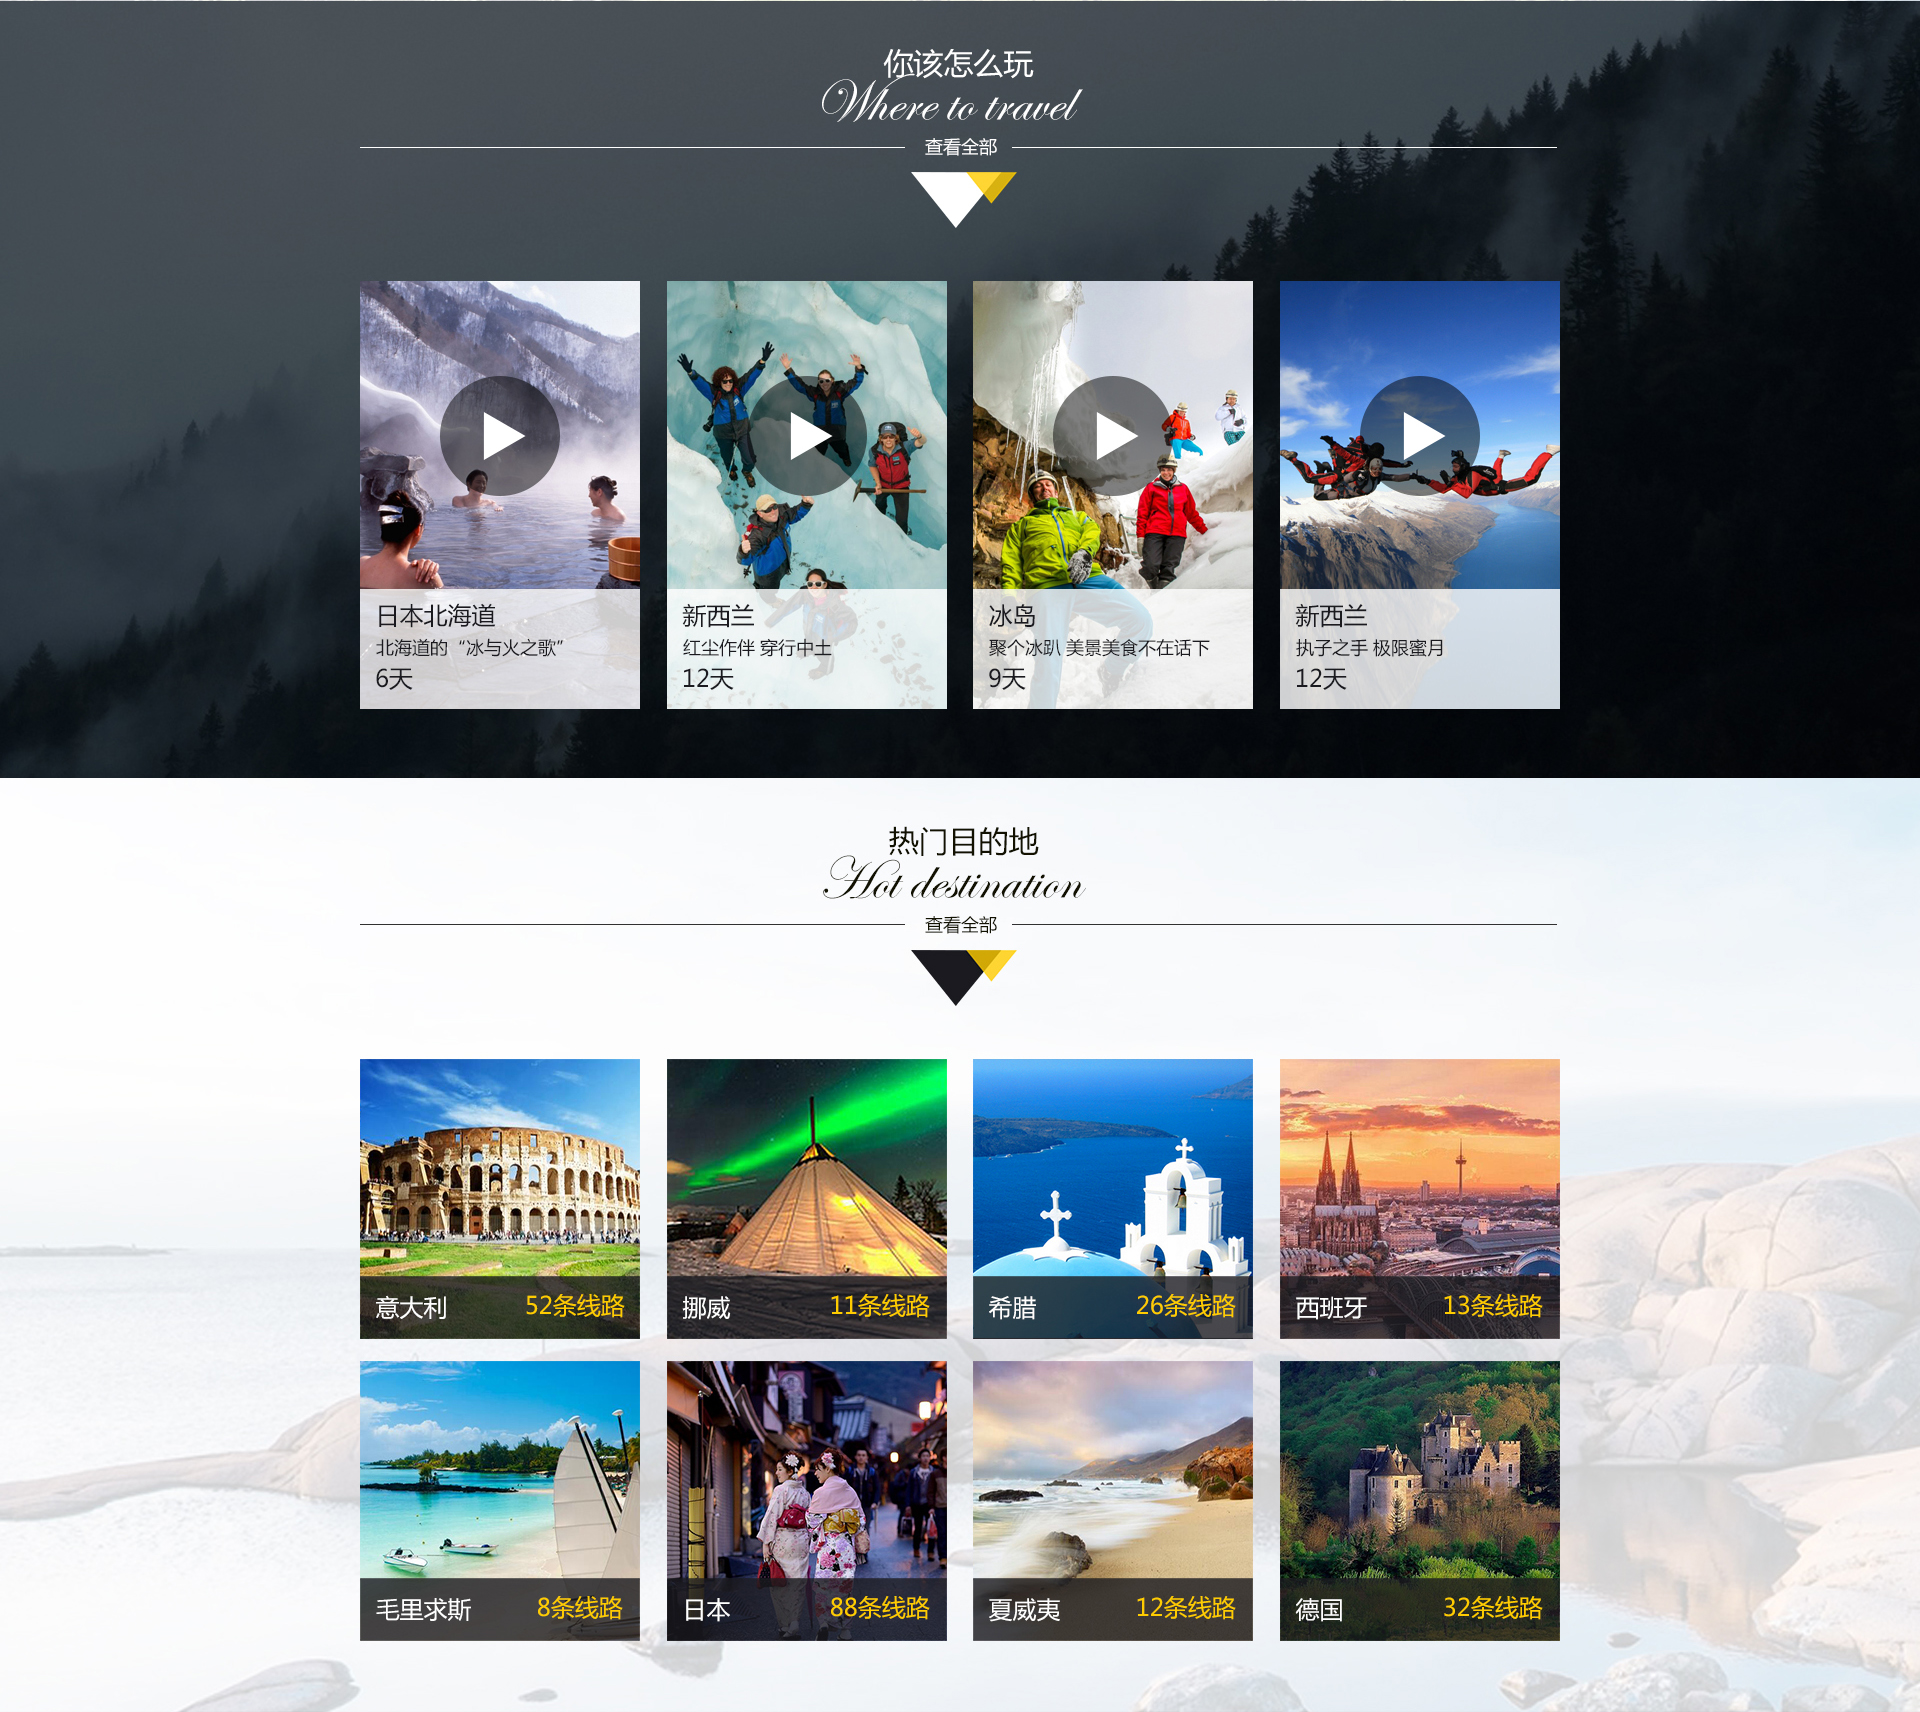 你该怎么玩
Where to travel
查看全部
日本北海道
北海道的“冰与火之歌”
6天
新西兰
红尘作伴 穿行中土
12天
冰岛
聚个冰趴 美景美食不在话下
9天
新西兰
执子之手 极限蜜月
12天
热门目的地
Hot destination
查看全部
意大利 52条线路
挪威 11条线路
希腊 26条线路
西班牙 13条线路
毛里求斯 8条线路
日本 88条线路
夏威夷 12条线路
德国 32条线路